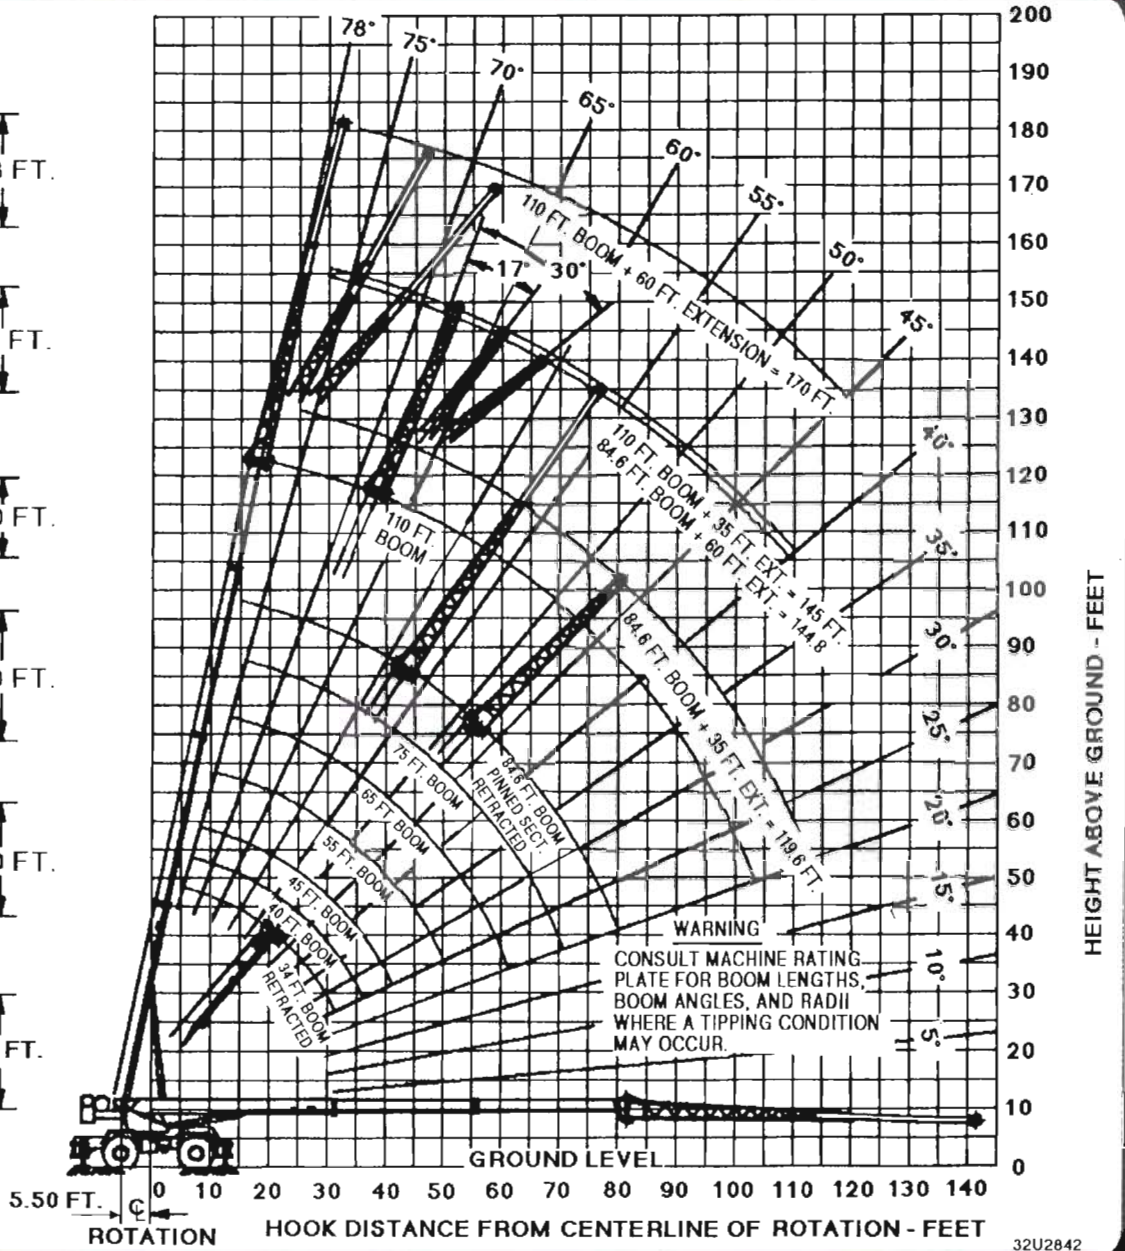 200
78°
75°
70°
65°
60°
55°
50°
45°
40°
35°
30°
25°
20°
15°
10°
5°
190
180
170
160
150
140
130
120
110
100
90
80
70
60
50
40
30
20
10
0
HEIGHT ABOVE GROUND - FEET
FT.
FT.
FT.
FT.
FT.
FT.
17°
30°
110 FT. BOOM + 60 FT. EXTENSION = 170 FT.
110 FT. BOOM + 35 FT. EXT. = 145 FT.
84.6 FT. BOOM + 60 FT. EXT. = 144.8
84.6 FT. BOOM + 35 FT. EXT. = 119.6 FT.
110 FT.
BOOM
84.6 FT. BOOM
PINNED SECT.
RETRACTED
75 FT. BOOM
65 FT. BOOM
55 FT. BOOM
45 FT. BOOM
40 FT. BOOM
34 FT. BOOM
RETRACTED
WARNING
CONSULT MACHINE RATING
PLATE FOR BOOM LENGTHS,
BOOM ANGLES, AND RADII
WHERE A TIPPING CONDITION
MAY OCCUR.
GROUND LEVEL
0 10 20 30 40 50 60 70 80 90 100 110 120 130 140
5.50 FT.
℄
ROTATION
HOOK DISTANCE FROM CENTERLINE OF ROTATION - FEET
32U2842